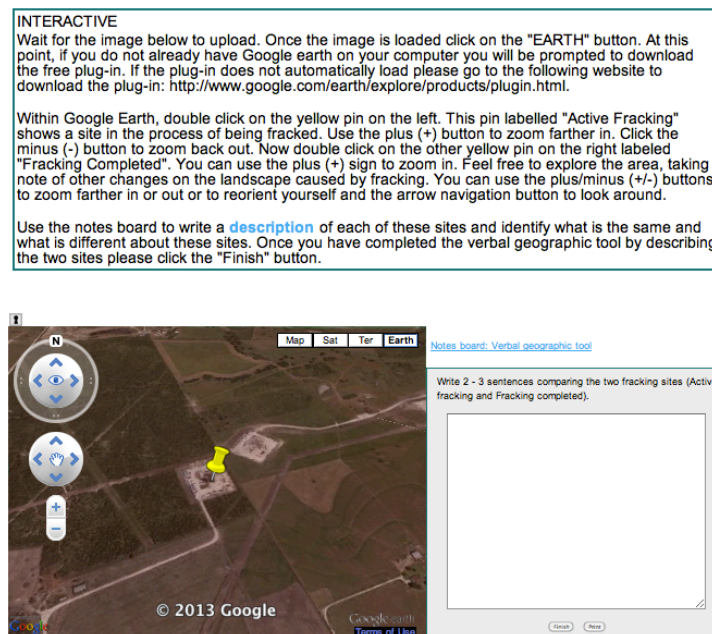 INTERACTIVE
Wait for the image below to upload. Once the image is loaded click on the "EARTH" button. At this
point, if you do not already have Google earth on your computer you will be prompted to download
the free plug-in. If the plug-in does not automatically load please go to the following website to
download the plug-in: http://www.google.com/earth/explore/products/plugin.html.
Within Google Earth, double click on the yellow pin on the left. This pin labelled "Active Fracking"
shows a site in the process of being fracked. Use the plus (+) button to zoom farther in. Click the
minus (-) button to zoom back out. Now double click on the other yellow pin on the right labeled
"Fracking Completed". You can use the plus (+) sign to zoom in. Feel free to explore the area, taking
note of other changes on the landscape caused by fracking. You can use the plus/minus (+/-) buttons
to zoom farther in or out or to reorient yourself and the arrow navigation button to look around.
Use the notes board to write a description of each of these sites and identify what is the same and
what is different about these sites. Once you have completed the verbal geographic tool by describing
the two sites please click the "Finish" button.
N
Map Sat Ter Earth
Notes board: Verbal geographic tool
Write 2 - 3 sentences comparing the two fracking sites (Activ
fracking and Fracking completed).
© 2013 Google
Google earth
Google
Terms of Use
Finish Print